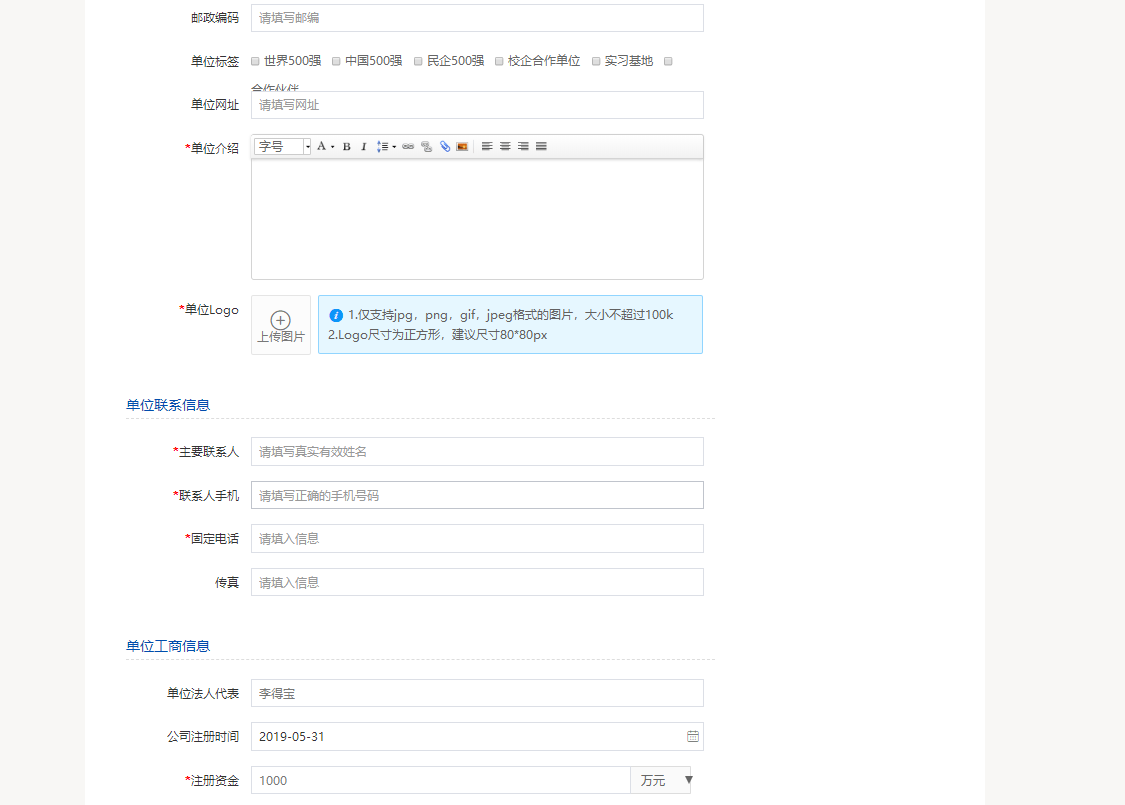 邮政编码 请填写邮编
单位标签 世界500强 中国500强 民企500强 校企合作单位 实习基地
合作伙伴
单位网址 请填写网址
*单位介绍 字号 A B I
*单位Logo 上传图片
1.仅支持jpg，png，gif，jpeg格式的图片，大小不超过100k
2.Logo尺寸为正方形，建议尺寸80*80px
单位联系信息
*主要联系人 请填写真实有效姓名
*联系人手机 请填写正确的手机号码
*固定电话 请填入信息
传真 请填入信息
单位工商信息
单位法人代表 李得宝
公司注册时间 2019-05-31
*注册资金 1000 万元